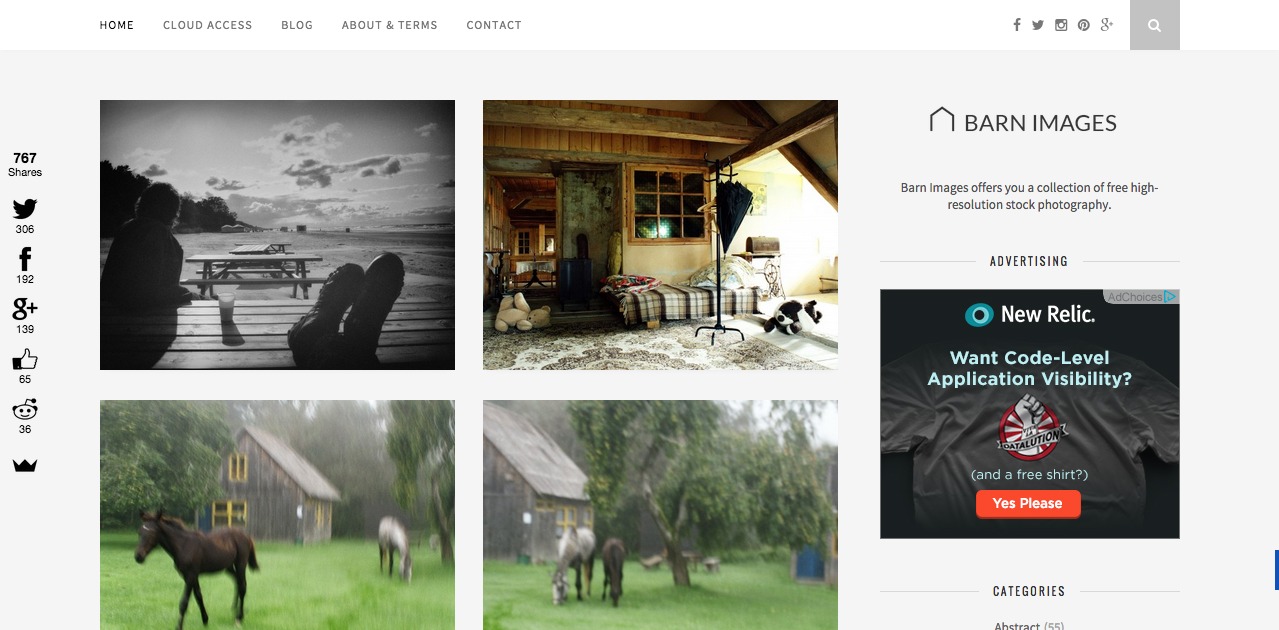 HOME CLOUD ACCESS BLOG ABOUT & TERMS CONTACT
767
Shares
306
192
139
65
36
BARN IMAGES
Barn Images offers you a collection of free high-
resolution stock photography.
ADVERTISING
AdChoices
New Relic.
Want Code-Level
Application Visibility?
DATALUTION
(and a free shirt?)
Yes Please
CATEGORIES
Abstract (55)